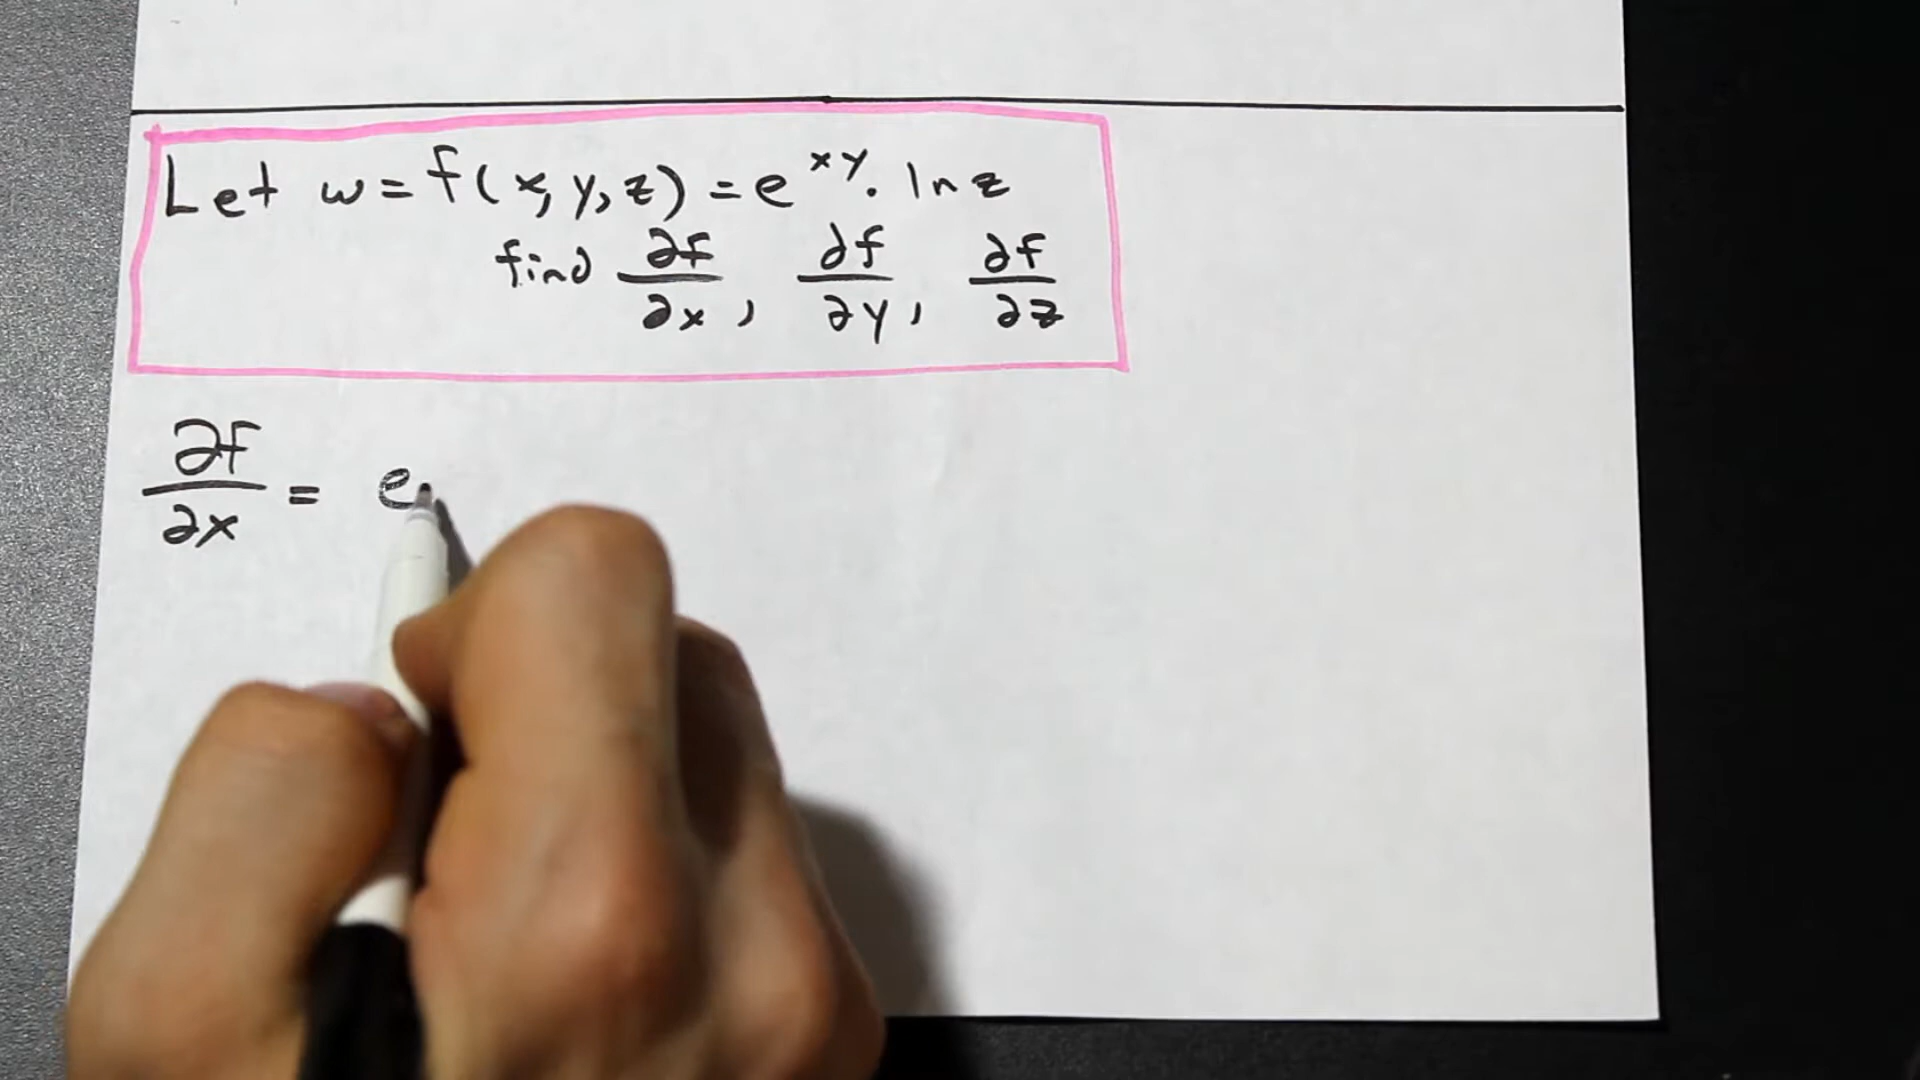 Let w = f(x, y, z) = e^{xy} · ln z
find ∂f/∂x, ∂f/∂y, ∂f/∂z
∂f/∂x = e